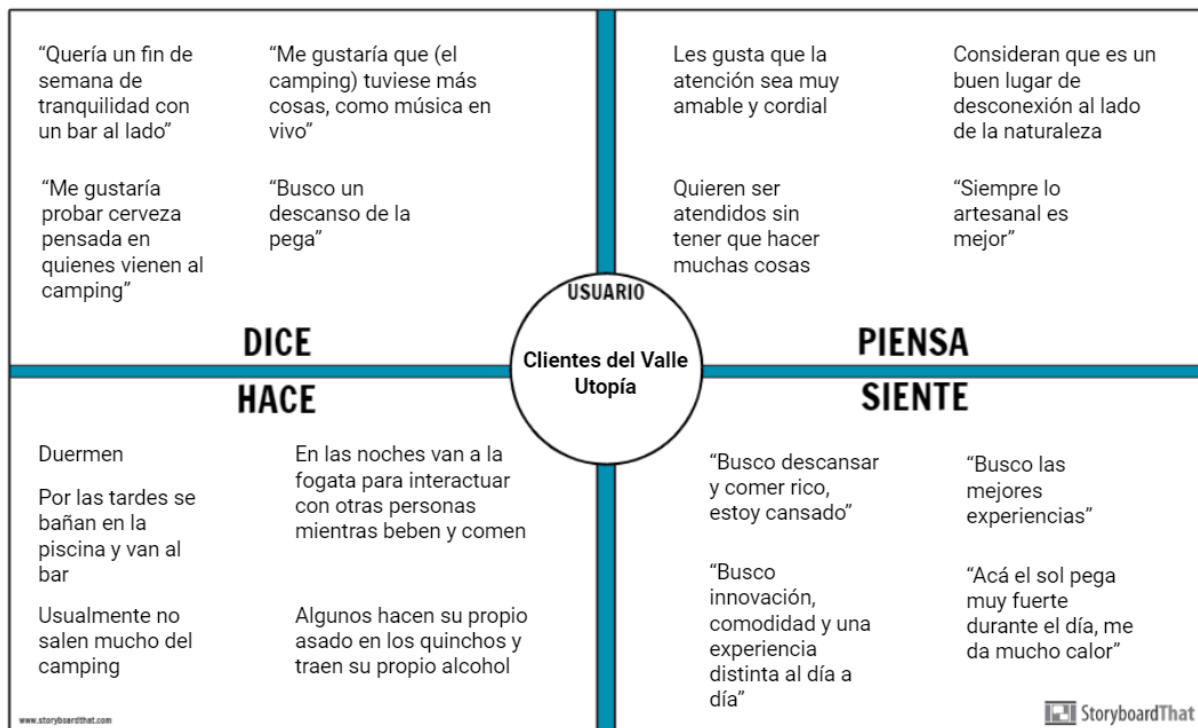 “Quería un fin de
semana de
tranquilidad con
un bar al lado”
“Me gustaría que (el
camping) tuviese más
cosas, como música en
vivo”
“Me gustaría
probar cerveza
pensada en
quienes vienen al
camping”
“Busco un
descanso de la
pega”
DICE
Les gusta que la
atención sea muy
amable y cordial
Consideran que es un
buen lugar de
desconexión al lado
de la naturaleza
Quieren ser
atendidos sin
tener que hacer
muchas cosas
“Siempre lo
artesanal es
mejor”
PIENSA
USUARIO
Clientes del Valle
Utopía
HACE
Duermen
Por las tardes se
bañan en la
piscina y van al
bar
Usualmente no
salen mucho del
camping
En las noches van a la
fogata para interactuar
con otras personas
mientras beben y comen
Algunos hacen su propio
asado en los quinchos y
traen su propio alcohol
SIENTE
“Busco descansar
y comer rico,
estoy cansado”
“Busco las
mejores
experiencias”
“Busco
innovación,
comodidad y una
experiencia
distinta al día a
día”
“Acá el sol pega
muy fuerte
durante el día, me
da mucho calor”
www.storyboardthat.com
StoryboardThat